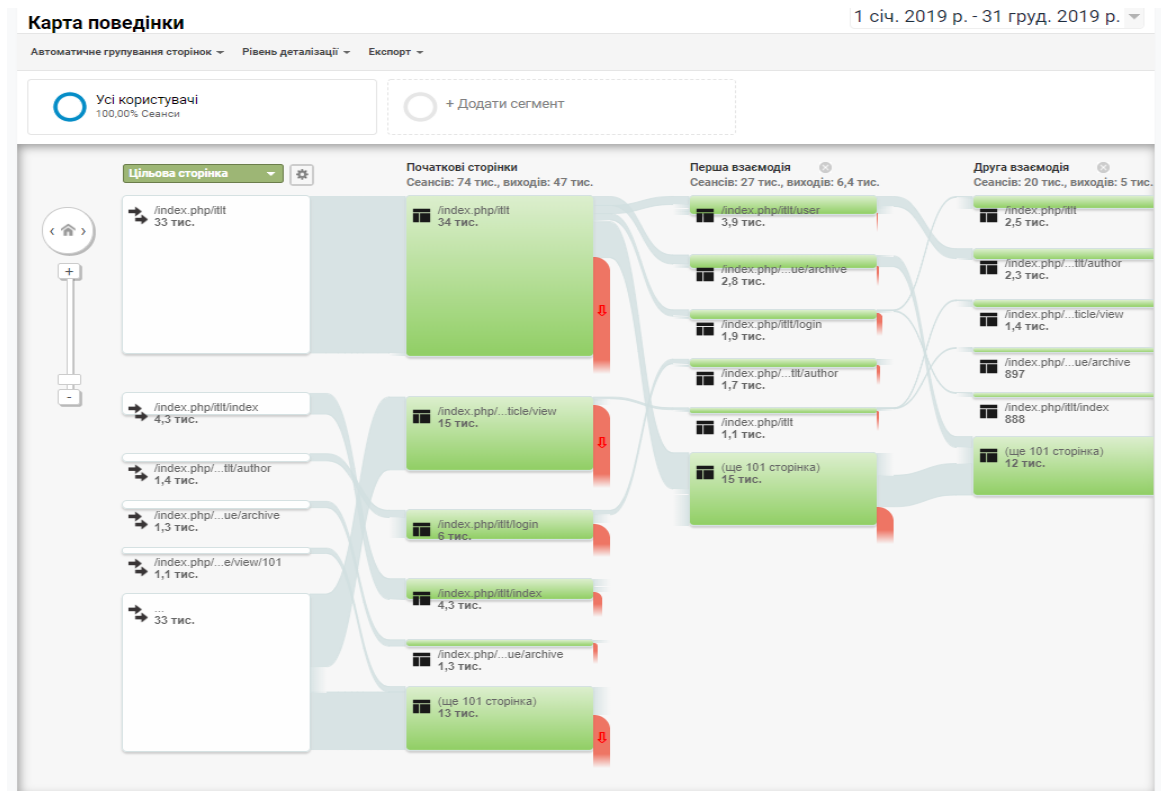 Карта поведінки
1 січ. 2019 р. - 31 груд. 2019 р.
Автоматичне групування сторінок
Рівень деталізації
Експорт
Усі користувачі
100,00% Сеанси
+ Додати сегмент
Цільова сторінка
/index.php/itlt
33 тис.
/index.php/itlt/index
4,3 тис.
/index.php/...tlt/author
1,4 тис.
/index.php/...ue/archive
1,3 тис.
/index.php/...e/view/101
1,1 тис.
...
33 тис.
Початкові сторінки
Сеансів: 74 тис., виходів: 47 тис.
/index.php/itlt
34 тис.
/index.php/...ticle/view
15 тис.
/index.php/itlt/login
6 тис.
/index.php/itlt/index
4,3 тис.
/index.php/...ue/archive
1,3 тис.
(ще 101 сторінка)
13 тис.
Перша взаємодія
Сеансів: 27 тис., виходів: 6,4 тис.
/index.php/itlt/user
3,9 тис.
/index.php/...ue/archive
2,8 тис.
/index.php/itlt/login
1,9 тис.
/index.php/...tlt/author
1,7 тис.
/index.php/itlt
1,1 тис.
(ще 101 сторінка)
15 тис.
Друга взаємодія
Сеансів: 20 тис., виходів: 5 тис.
/index.php/itlt
2,5 тис.
/index.php/...tlt/author
2,3 тис.
/index.php/...ticle/view
1,4 тис.
/index.php/...ue/archive
897
/index.php/itlt/index
888
(ще 101 сторінка)
12 тис.
+
-